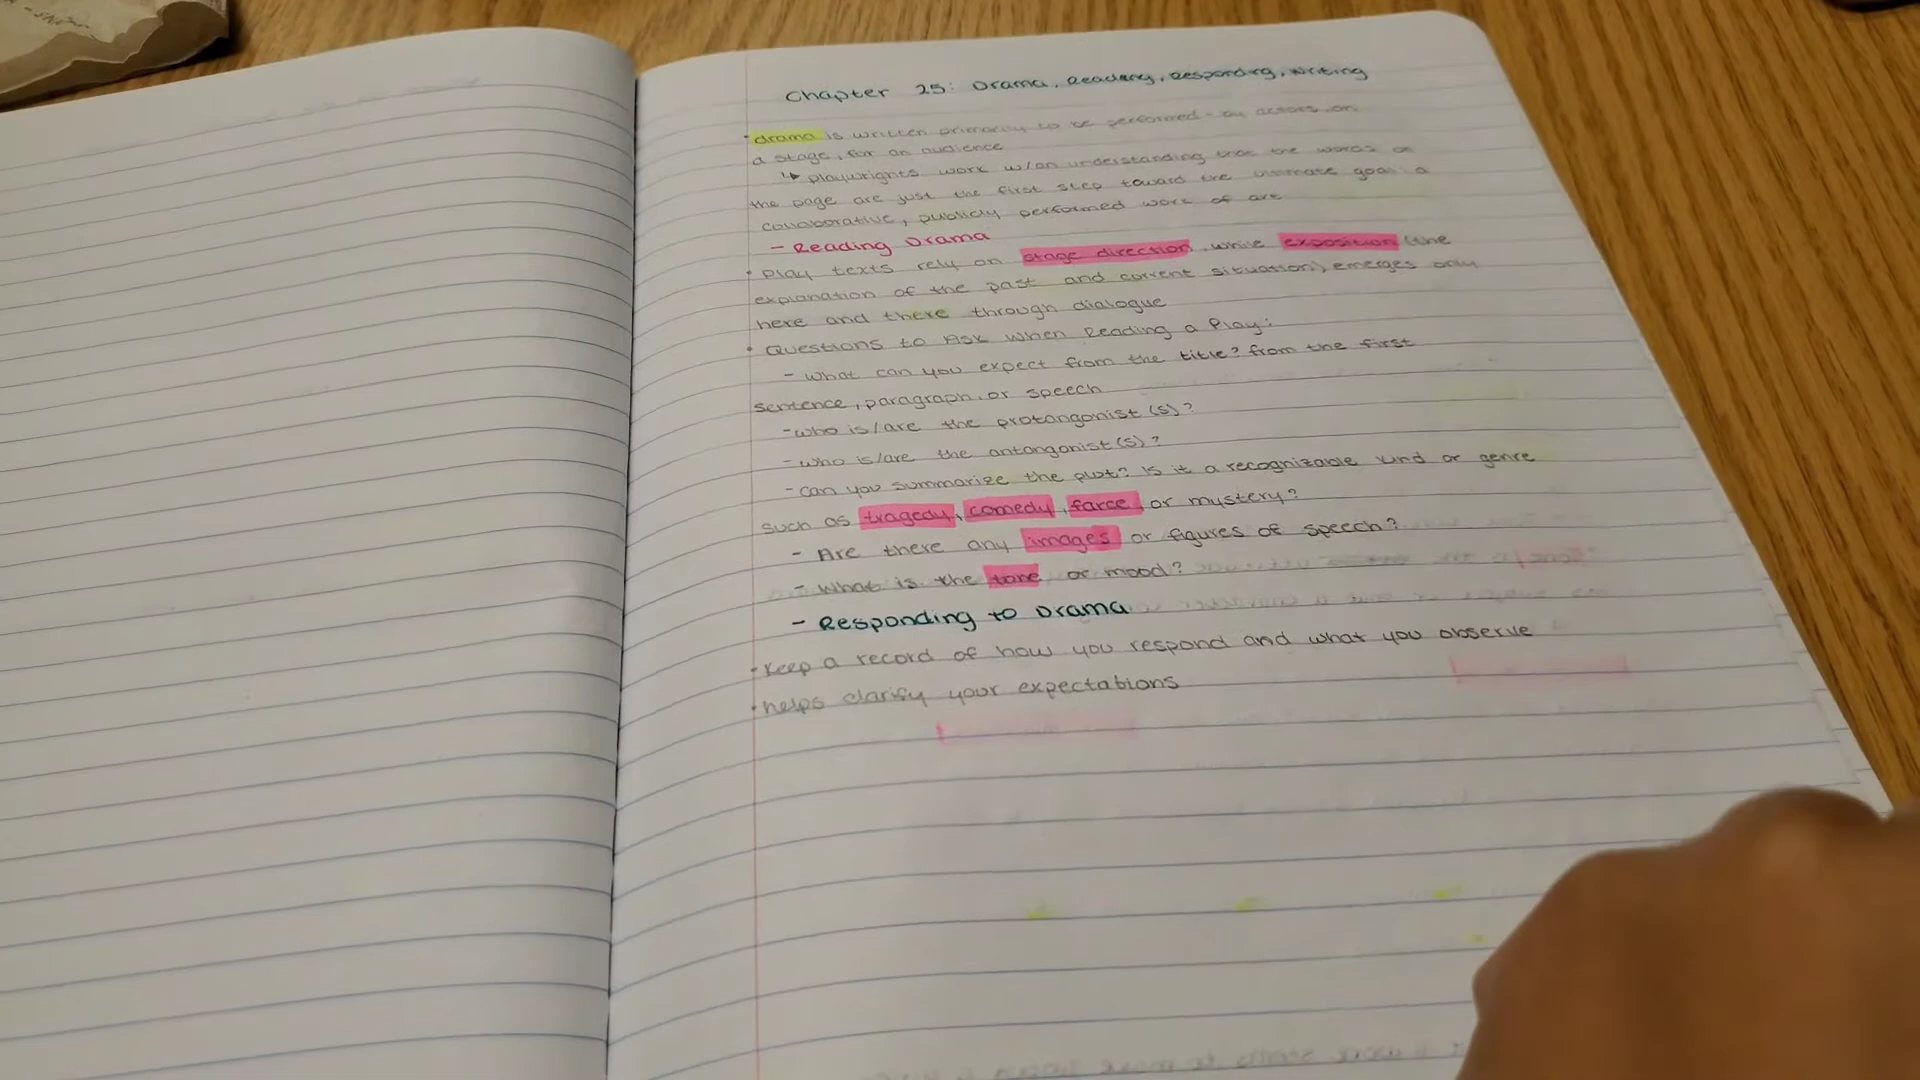 Chapter 25: Drama, Reading, Responding, Writing
• drama is written primarily to be performed - by actors on
a stage, for an audience
↳ playwrights work w/an understanding that the words on
the page are just the first step toward the ultimate goal: a
collaborative, publicly performed work of art
- Reading Drama
• Play texts rely on stage direction, while exposition (the
explanation of the past and current situation) emerges only
here and there through dialogue
• Questions to Ask When Reading a Play:
- What can you expect from the title? from the first
sentence, paragraph, or speech
- who is/are the protangonist (s)?
- who is/are the antangonist(s)?
- Can you summarize the plot? Is it a recognizable kind or genre
such as tragedy, comedy, farce, or mystery?
- Are there any images or figures of speech?
- What is the tone or mood?
- Responding to Drama
• Keep a record of how you respond and what you observe
• helps clarify your expectations